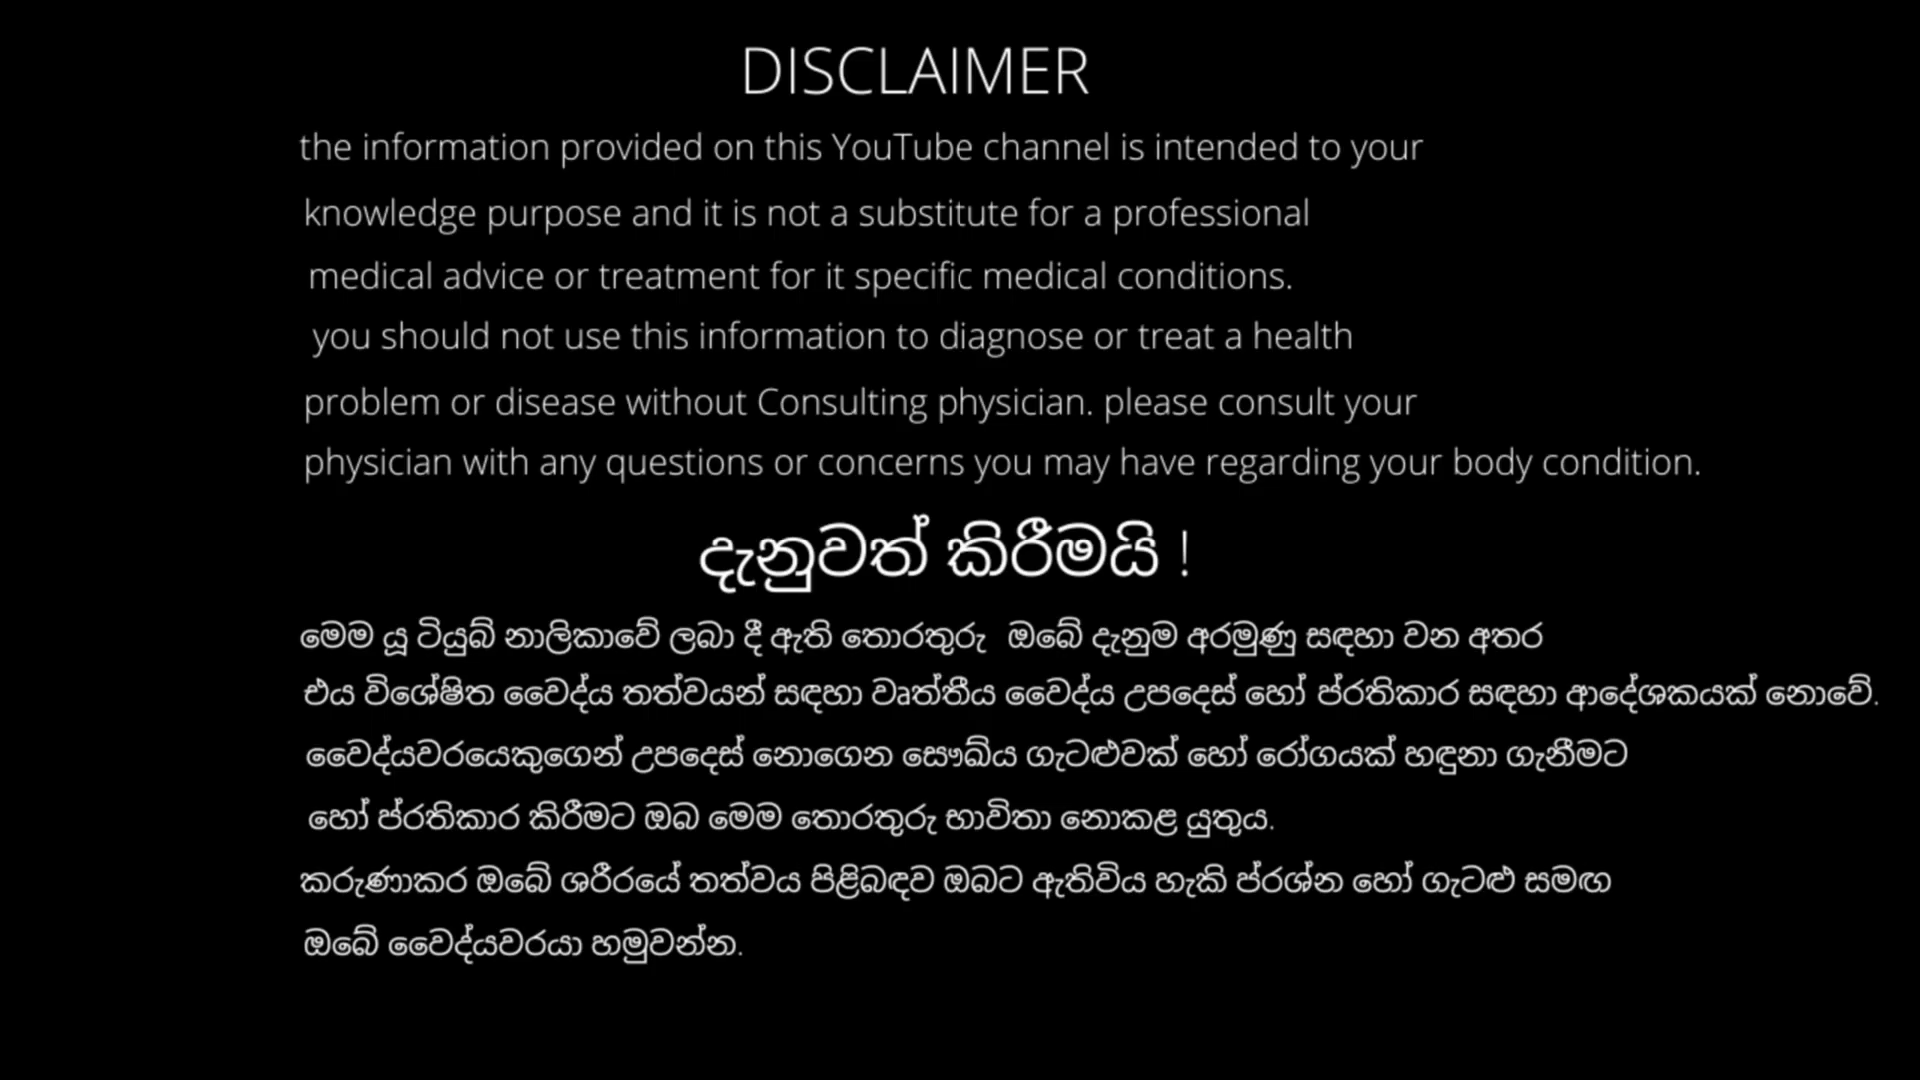 DISCLAIMER
the information provided on this YouTube channel is intended to your
knowledge purpose and it is not a substitute for a professional
medical advice or treatment for it specific medical conditions.
you should not use this information to diagnose or treat a health
problem or disease without Consulting physician. please consult your
physician with any questions or concerns you may have regarding your body condition.
දැනුවත් කිරීමයි !
මෙම යූ ටියුබ් නාලිකාවේ ලබා දී ඇති තොරතුරු ඔබේ දැනුම අරමුණු සඳහා වන අතර
එය විශේෂිත වෛද්ය තත්වයන් සඳහා වෘත්තීය වෛද්ය උපදෙස් හෝ ප්රතිකාර සඳහා ආදේශකයක් නොවේ.
වෛද්යවරයෙකුගෙන් උපදෙස් නොගෙන සෞඛ්ය ගැටළුවක් හෝ රෝගයක් හඳුනා ගැනීමට
හෝ ප්රතිකාර කිරීමට ඔබ මෙම තොරතුරු භාවිතා නොකළ යුතුය.
කරුණාකර ඔබේ ශරීරයේ තත්වය පිළිබඳව ඔබට ඇතිවිය හැකි ප්රශ්න හෝ ගැටළු සමඟ
ඔබේ වෛද්යවරයා හමුවන්න.